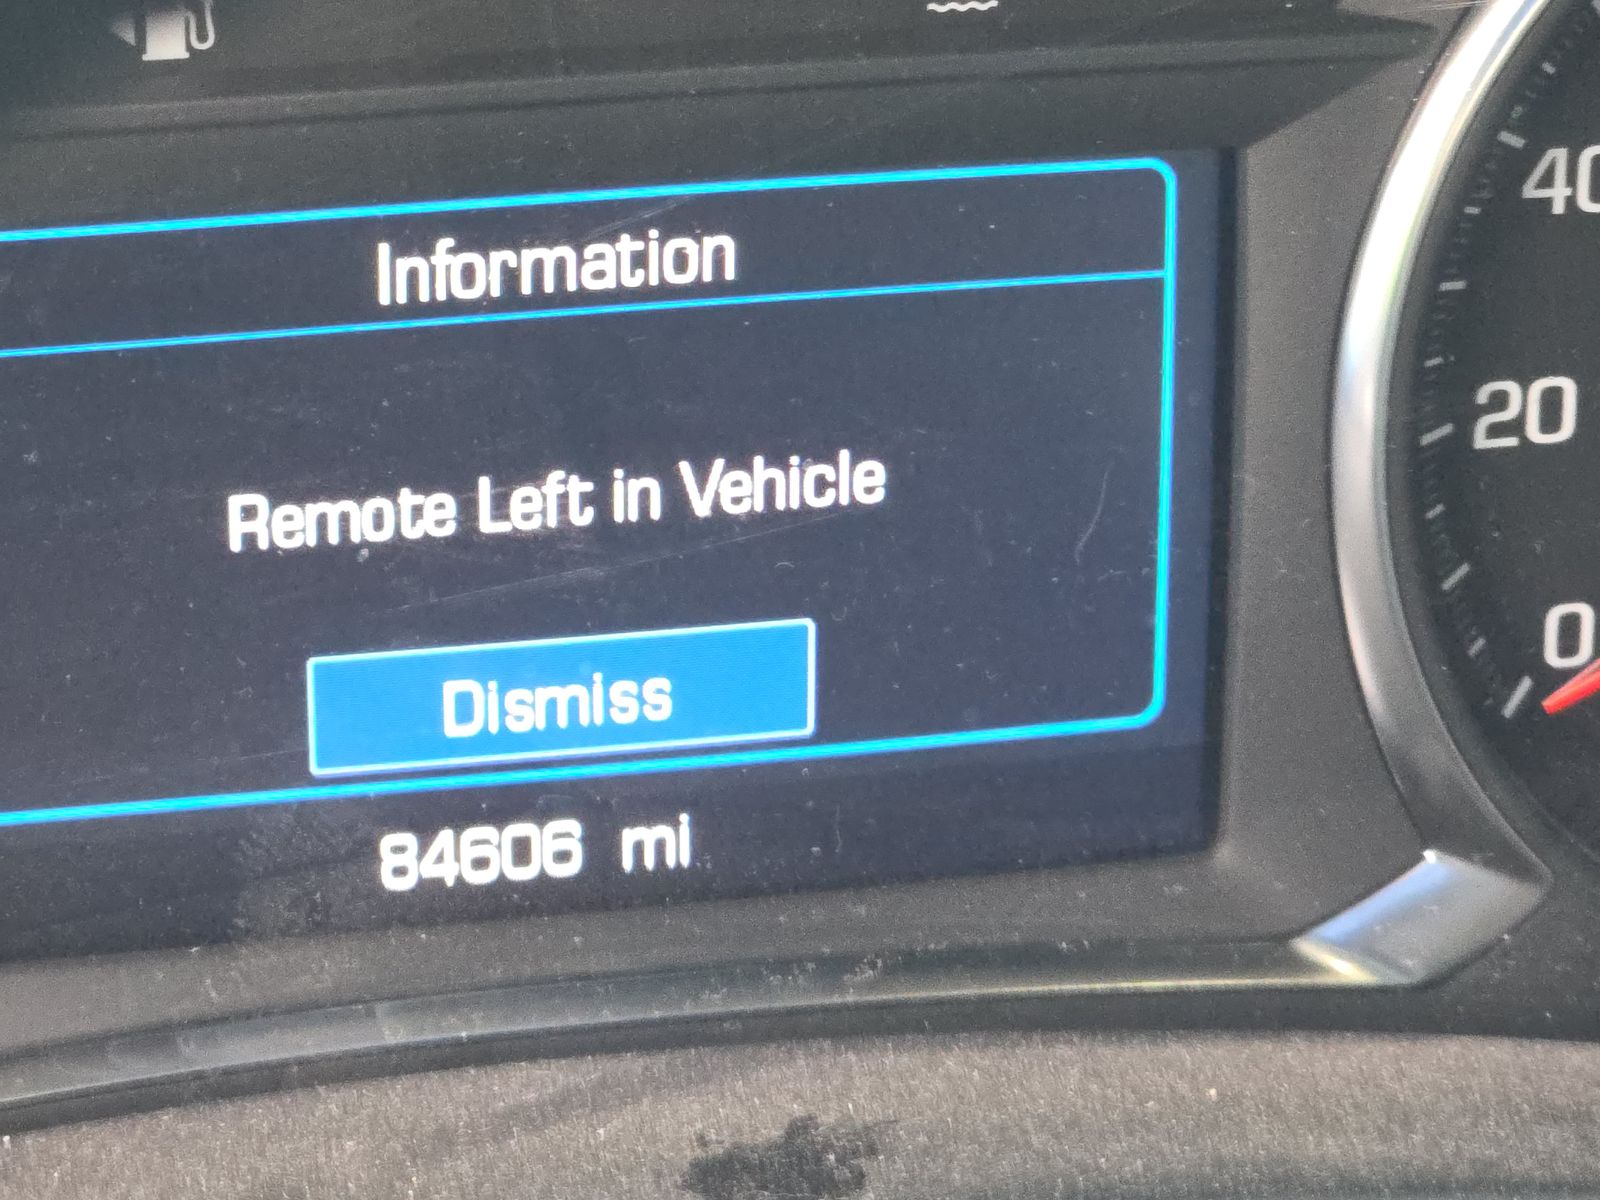 Information
40
20
Remote Left in Vehicle
0
Dismiss
84606 mi